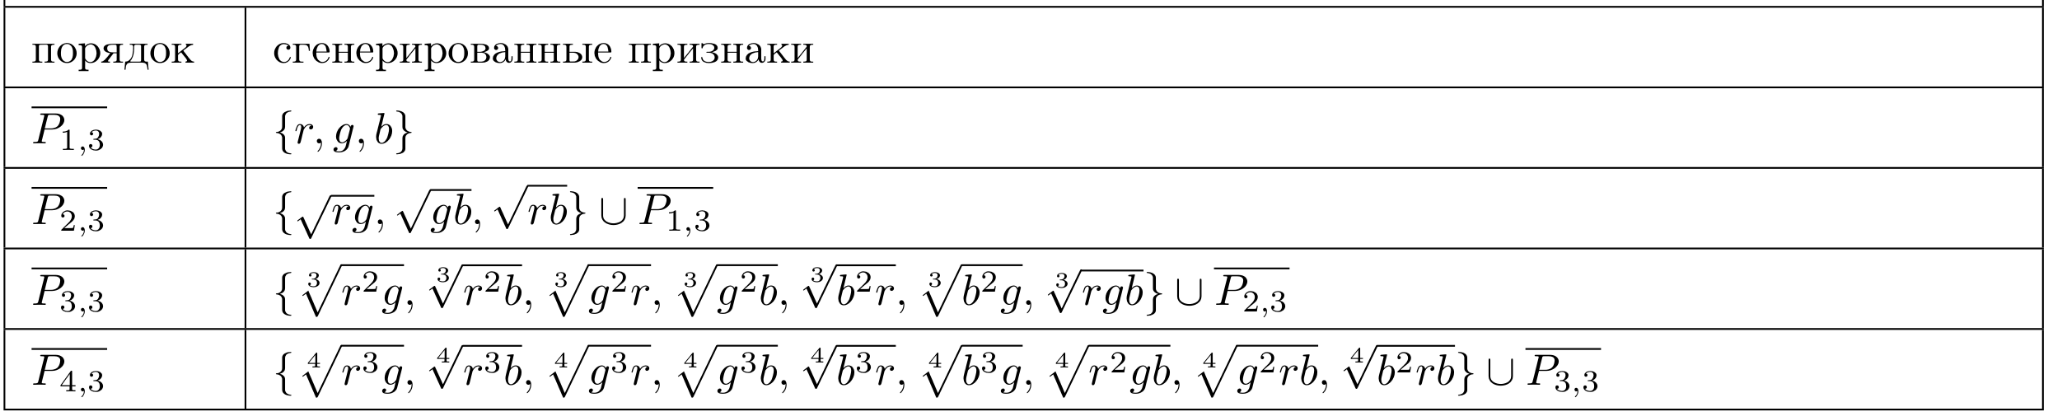 порядок сгенерированные признаки
$\overline{P_{1,3}}$ $\{r, g, b\}$
$\overline{P_{2,3}}$ $\{\sqrt{rg}, \sqrt{gb}, \sqrt{rb}\} \cup \overline{P_{1,3}}$
$\overline{P_{3,3}}$ $\{\sqrt[3]{r^2g}, \sqrt[3]{r^2b}, \sqrt[3]{g^2r}, \sqrt[3]{g^2b}, \sqrt[3]{b^2r}, \sqrt[3]{b^2g}, \sqrt[3]{rgb}\} \cup \overline{P_{2,3}}$
$\overline{P_{4,3}}$ $\{\sqrt[4]{r^3g}, \sqrt[4]{r^3b}, \sqrt[4]{g^3r}, \sqrt[4]{g^3b}, \sqrt[4]{b^3r}, \sqrt[4]{b^3g}, \sqrt[4]{r^2gb}, \sqrt[4]{g^2rb}, \sqrt[4]{b^2rb}\} \cup \overline{P_{3,3}}$